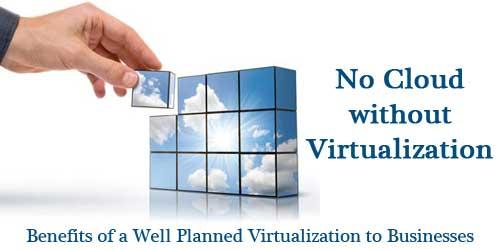 No Cloud
without
Virtualization
Benefits of a Well Planned Virtualization to Businesses